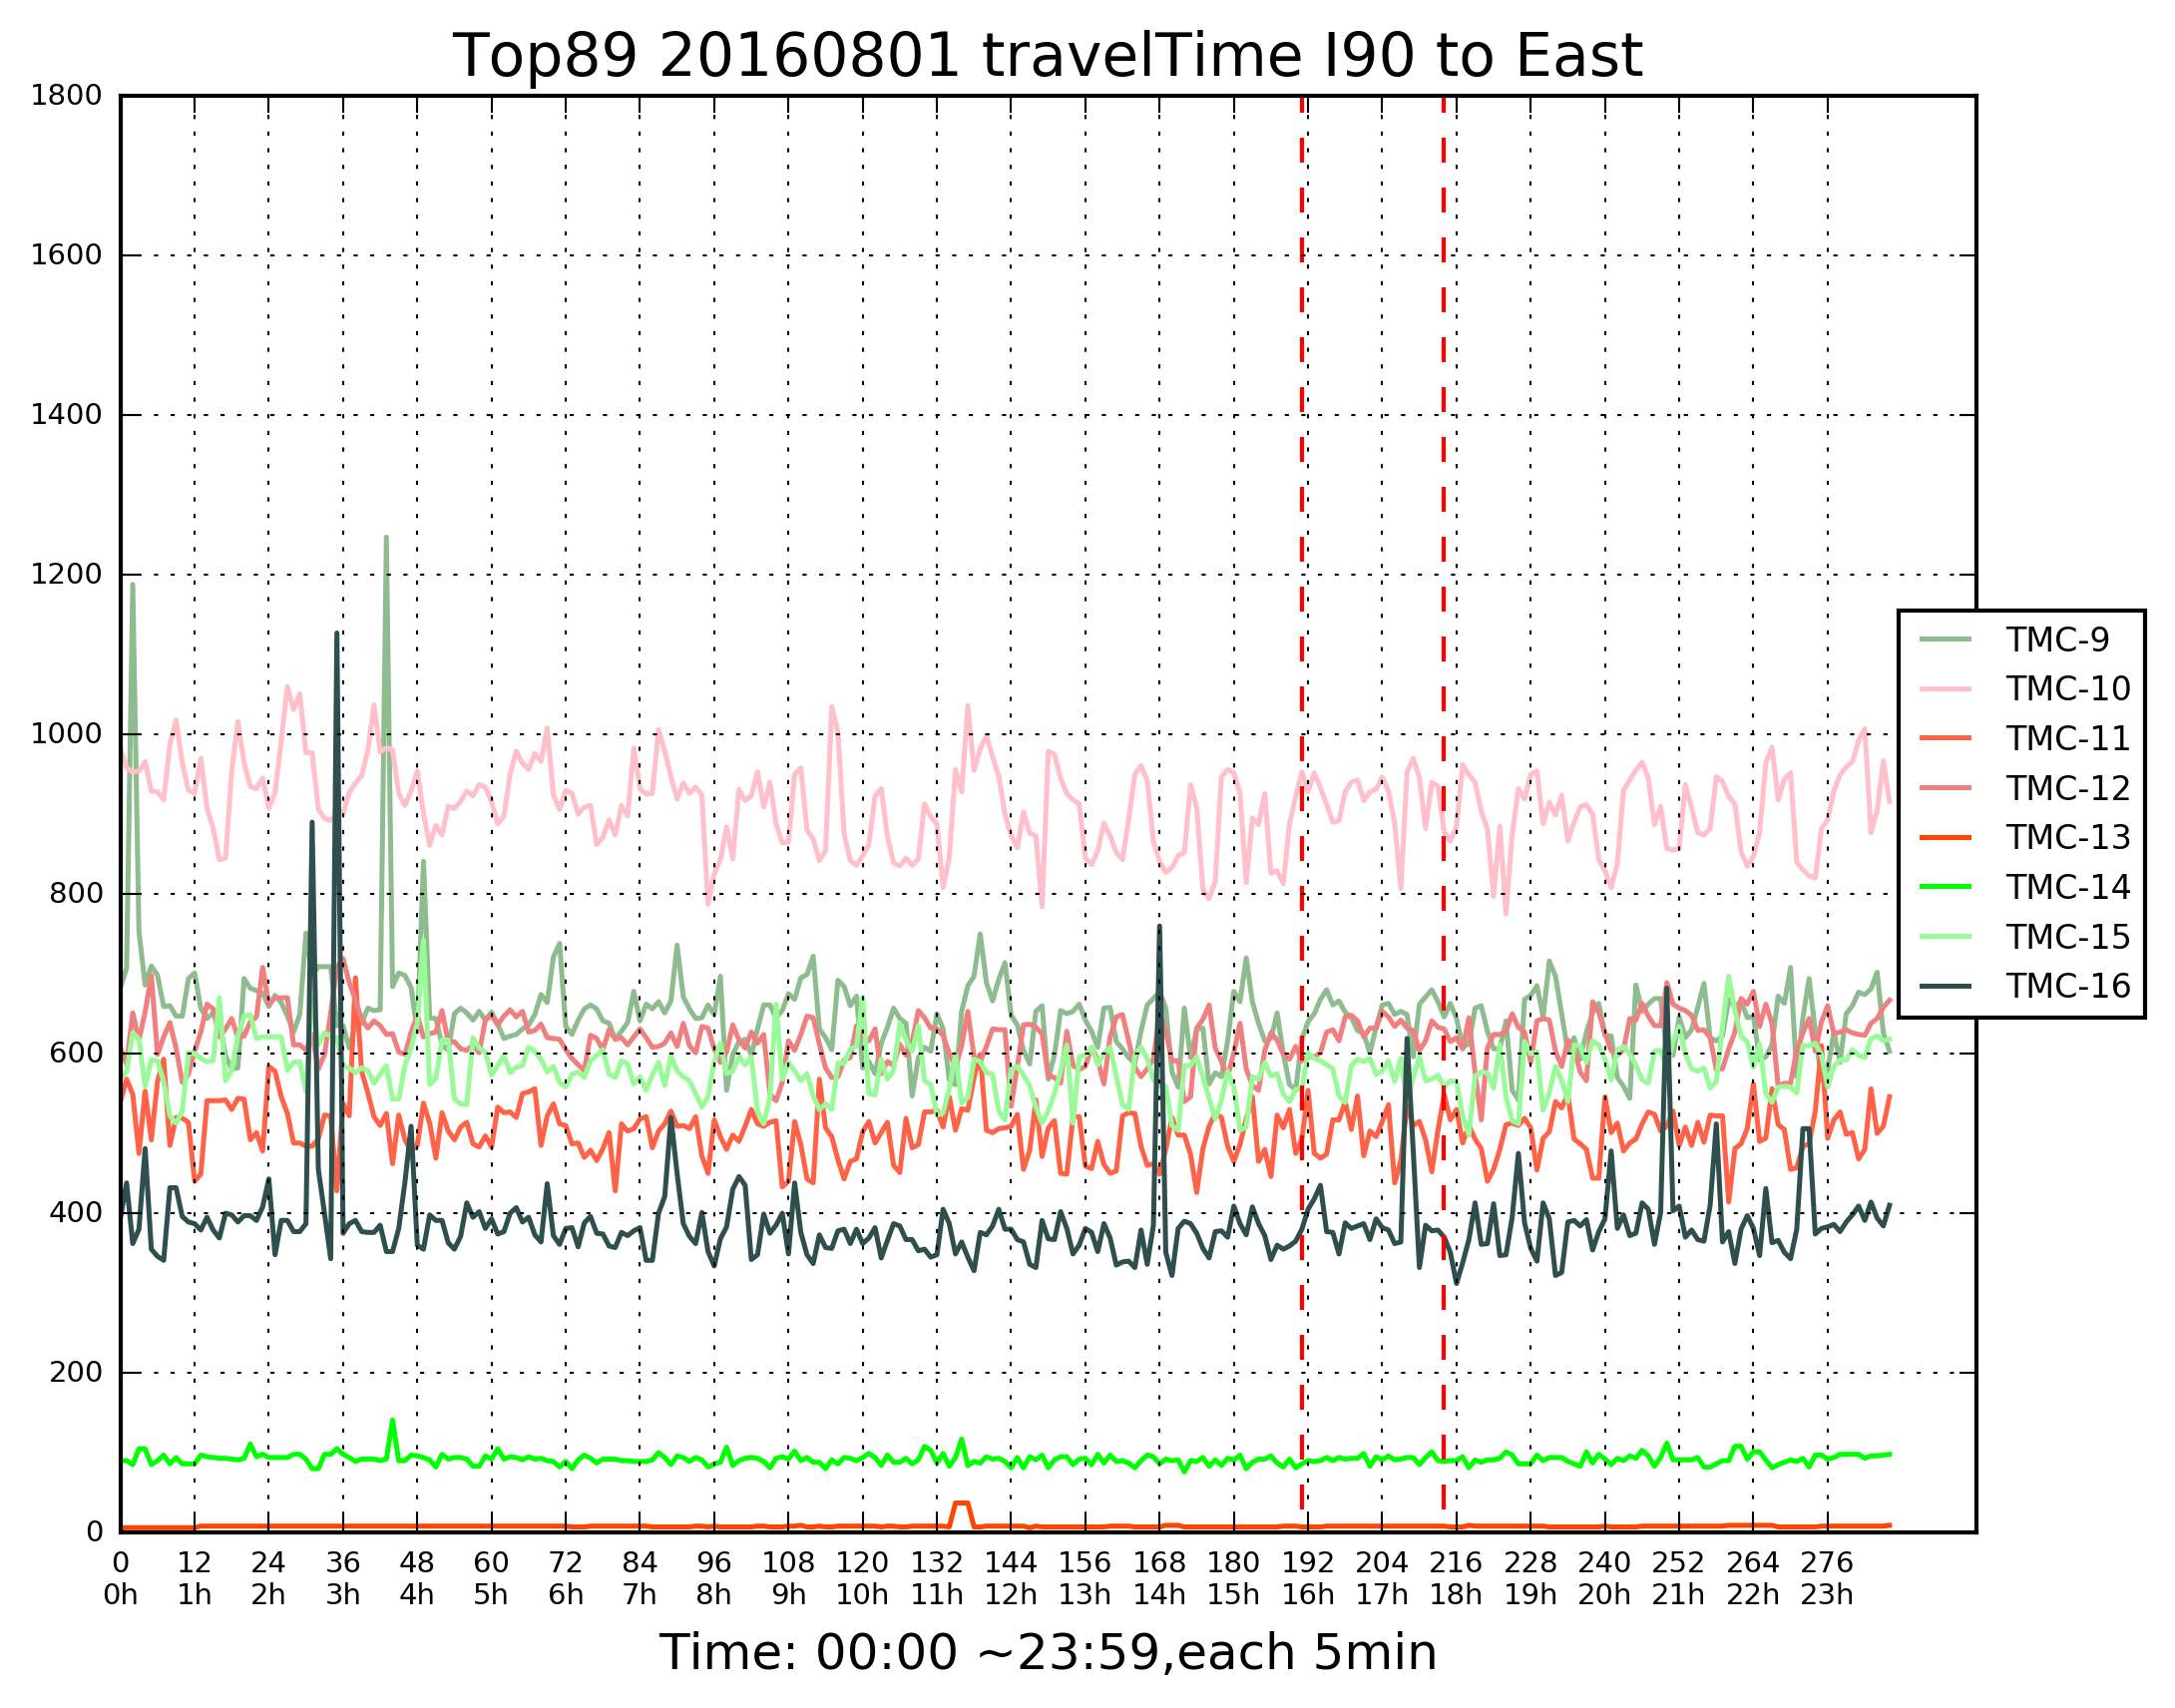 Top89 20160801 travelTime I90 to East
1800
1600
1400
1200
1000
800
600
400
200
0
TMC-9
TMC-10
TMC-11
TMC-12
TMC-13
TMC-14
TMC-15
TMC-16
0 12 24 36 48 60 72 84 96 108 120 132 144 156 168 180 192 204 216 228 240 252 264 276
0h 1h 2h 3h 4h 5h 6h 7h 8h 9h 10h 11h 12h 13h 14h 15h 16h 17h 18h 19h 20h 21h 22h 23h
Time: 00:00 ~23:59,each 5min